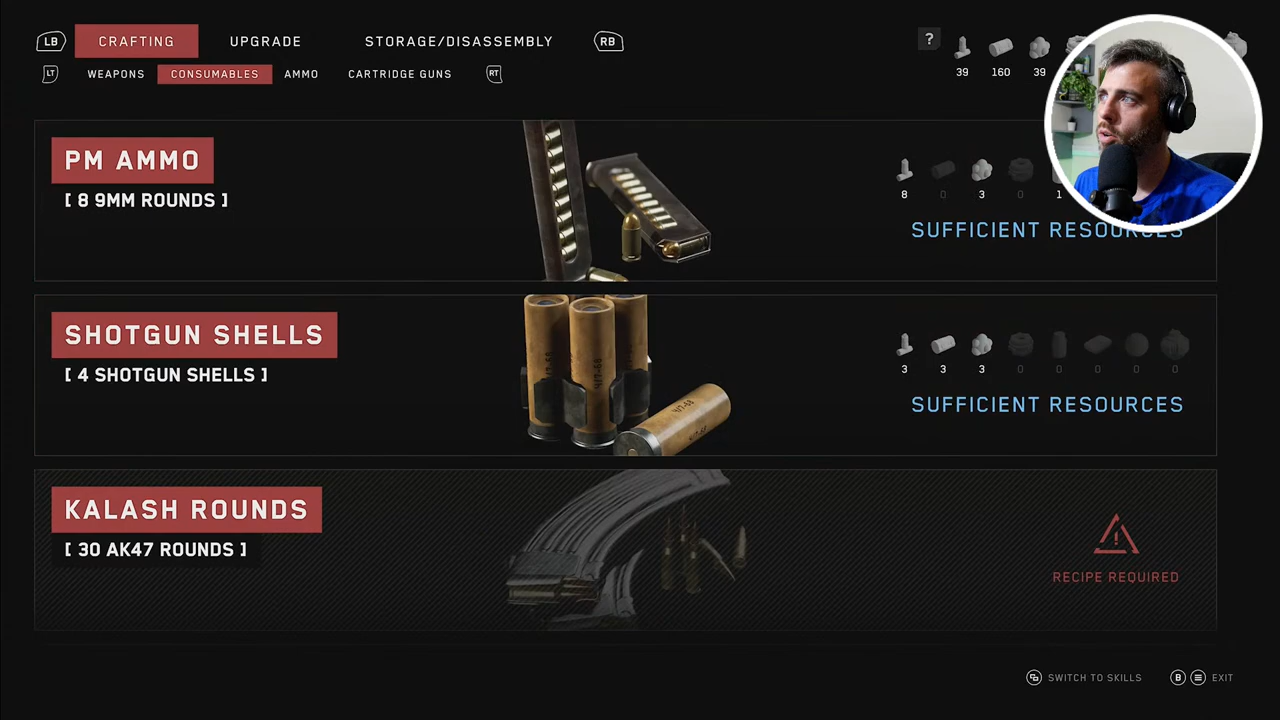 LB CRAFTING UPGRADE STORAGE/DISASSEMBLY RB ?
LT WEAPONS CONSUMABLES AMMO CARTRIDGE GUNS RT
39 160 39
PM AMMO
[ 8 9MM ROUNDS ]
8 0 3 0 1
SUFFICIENT RESOURCES
SHOTGUN SHELLS
[ 4 SHOTGUN SHELLS ]
3 3 3 0 0 0 0 0
SUFFICIENT RESOURCES
KALASH ROUNDS
[ 30 AK47 ROUNDS ]
RECIPE REQUIRED
SWITCH TO SKILLS B EXIT